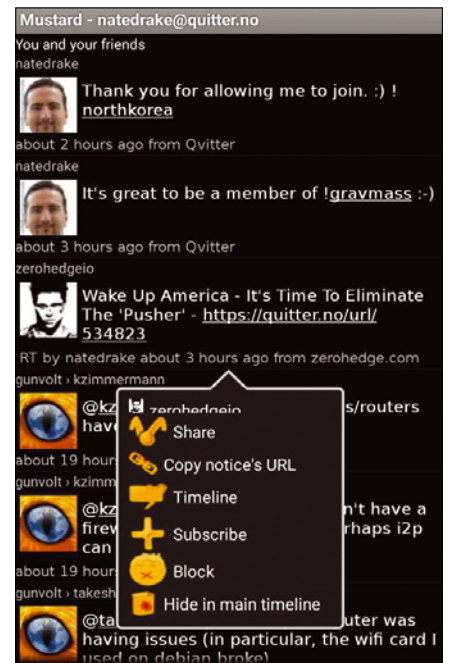 Mustard - natedrake@quitter.no
You and your friends
natedrake
Thank you for allowing me to join. :) !
northkorea
about 2 hours ago from Qvitter
natedrake
It's great to be a member of !gravmass :-)
about 3 hours ago from Qvitter
zerohedgeio
Wake Up America - It's Time To Eliminate
The 'Pusher' - https://quitter.no/url/
534823
RT by natedrake about 3 hours ago from zerohedge.com
gunvolt › kzimmermann
@kz s/routers
hav
about 19 hour
zerohedgeio
Share
Copy notice's URL
Timeline
Subscribe
Block
Hide in main timeline
gunvolt › kzimm
@kz n't have a
firew rhaps i2p
can
about 19 hour
gunvolt › takesh
@ta uter was
having issues (in particular, the wifi card I
used on debian broke)